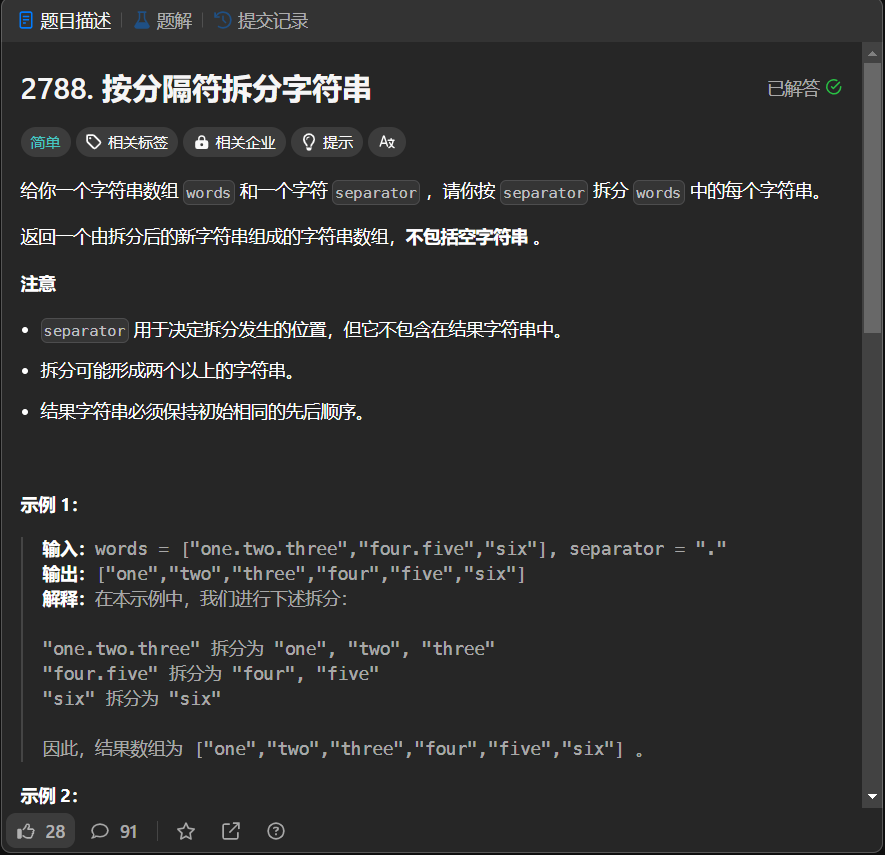 题目描述 题解 提交记录
2788. 按分隔符拆分字符串 已解答
简单 相关标签 相关企业 提示
给你一个字符串数组 words 和一个字符 separator ，请你按 separator 拆分 words 中的每个字符串。
返回一个由拆分后的新字符串组成的字符串数组，不包括空字符串 。
注意
• separator 用于决定拆分发生的位置，但它不包含在结果字符串中。
• 拆分可能形成两个以上的字符串。
• 结果字符串必须保持初始相同的先后顺序。
示例 1：
输入：words = ["one.two.three","four.five","six"], separator = "."
输出：["one","two","three","four","five","six"]
解释：在本示例中，我们进行下述拆分：
"one.two.three" 拆分为 "one", "two", "three"
"four.five" 拆分为 "four", "five"
"six" 拆分为 "six"
因此，结果数组为 ["one","two","three","four","five","six"] 。
示例 2：
28 91